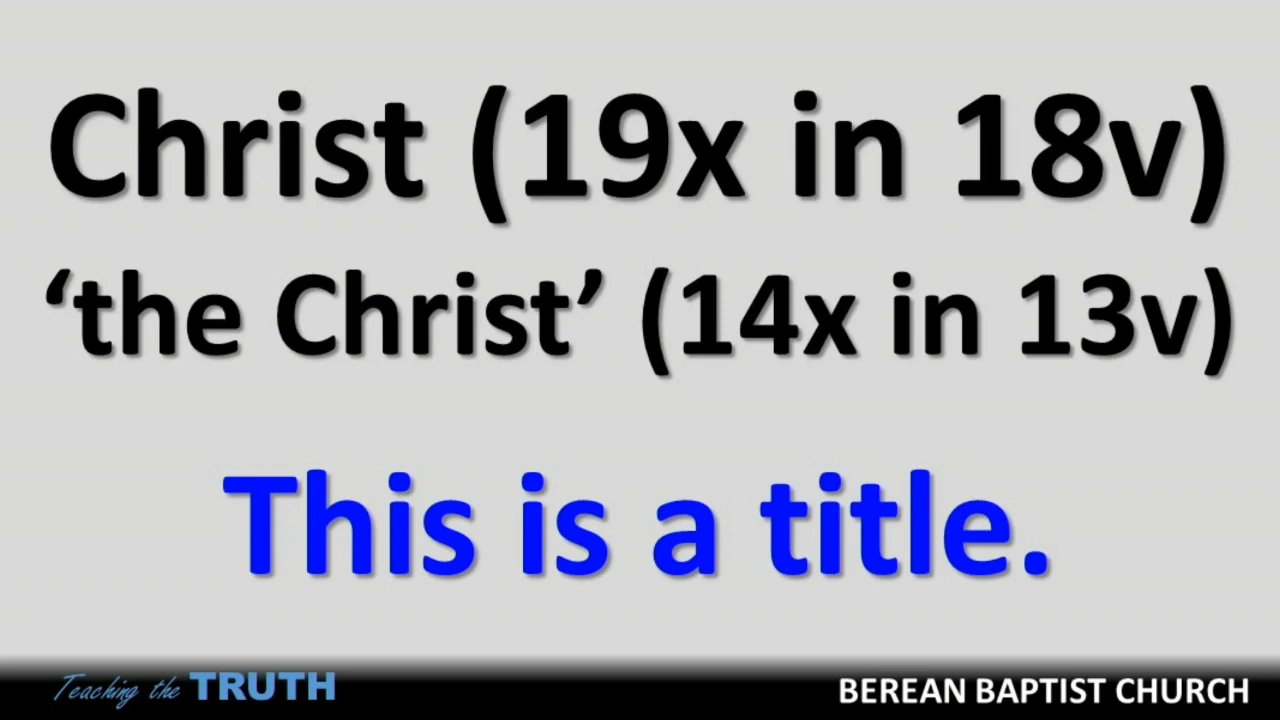 Christ (19x in 18v)
‘the Christ’ (14x in 13v)
This is a title.
Teaching the TRUTH
BEREAN BAPTIST CHURCH